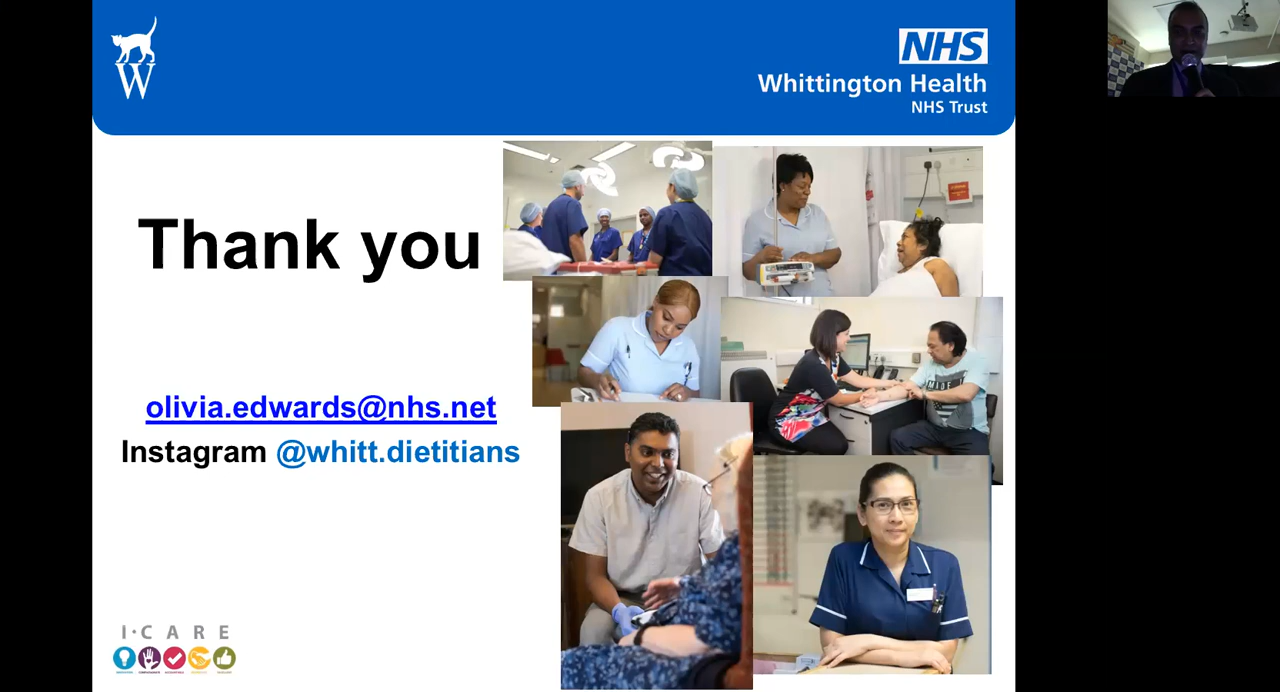 W
NHS
Whittington Health
NHS Trust
Thank you
olivia.edwards@nhs.net
Instagram @whitt.dietitians
I·CARE